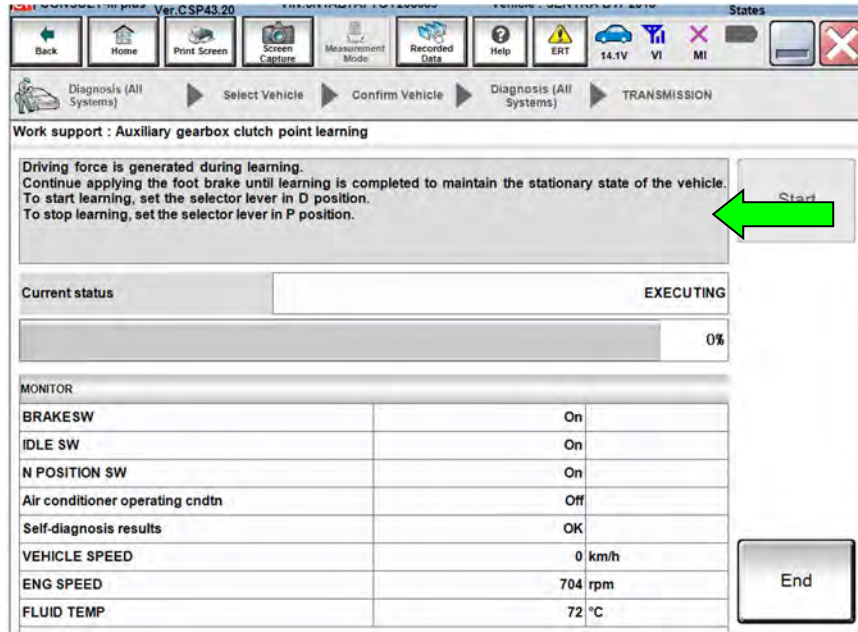 Ver.CSP43.20
States
Back
Home
Print Screen
Screen Capture
Measurement Mode
Recorded Data
Help
ERT
14.1V
VI
MI
Diagnosis (All Systems)
Select Vehicle
Confirm Vehicle
Diagnosis (All Systems)
TRANSMISSION
Work support : Auxiliary gearbox clutch point learning
Driving force is generated during learning.
Continue applying the foot brake until learning is completed to maintain the stationary state of the vehicle.
To start learning, set the selector lever in D position.
To stop learning, set the selector lever in P position.
Start
Current status EXECUTING
0%
MONITOR
BRAKESW On
IDLE SW On
N POSITION SW On
Air conditioner operating cndtn Off
Self-diagnosis results OK
VEHICLE SPEED 0 km/h
ENG SPEED 704 rpm
FLUID TEMP 72 °C
End